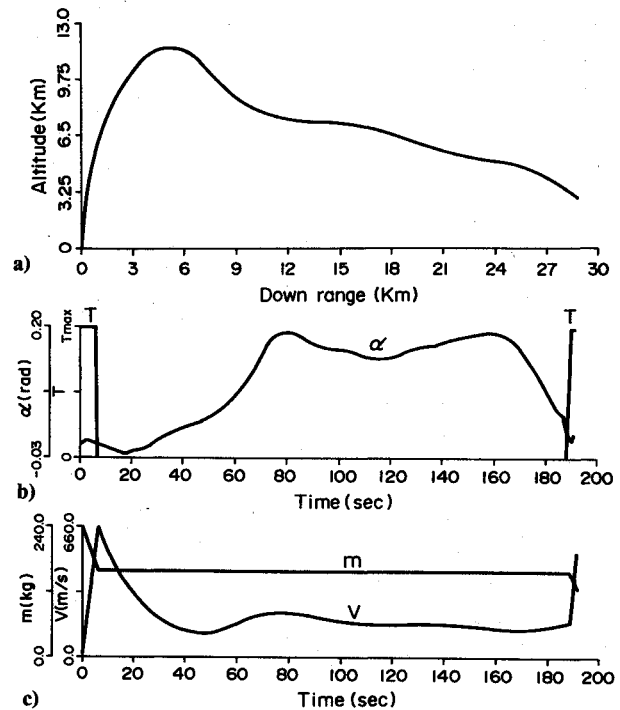 13.0
9.75
6.5
3.25
0
Altitude (Km)
0 3 6 9 12 15 18 21 24 27 30
Down range (Km)
a)
0.20
-0.03
α (rad)
Tmax
T
0
T
α
T
0 20 40 60 80 100 120 140 160 180 200
Time (sec)
b)
240.0
0.0
m (kg)
660.0
0.0
V (m/s)
m
V
0 20 40 60 80 100 120 140 160 180 200
Time (sec)
c)